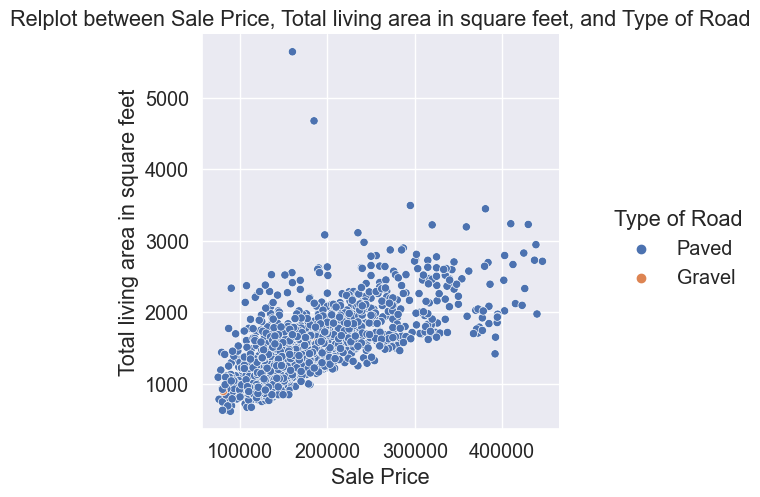 Relplot between Sale Price, Total living area in square feet, and Type of Road
Total living area in square feet
5000
4000
3000
2000
1000
100000 200000 300000 400000
Sale Price
Type of Road
Paved
Gravel